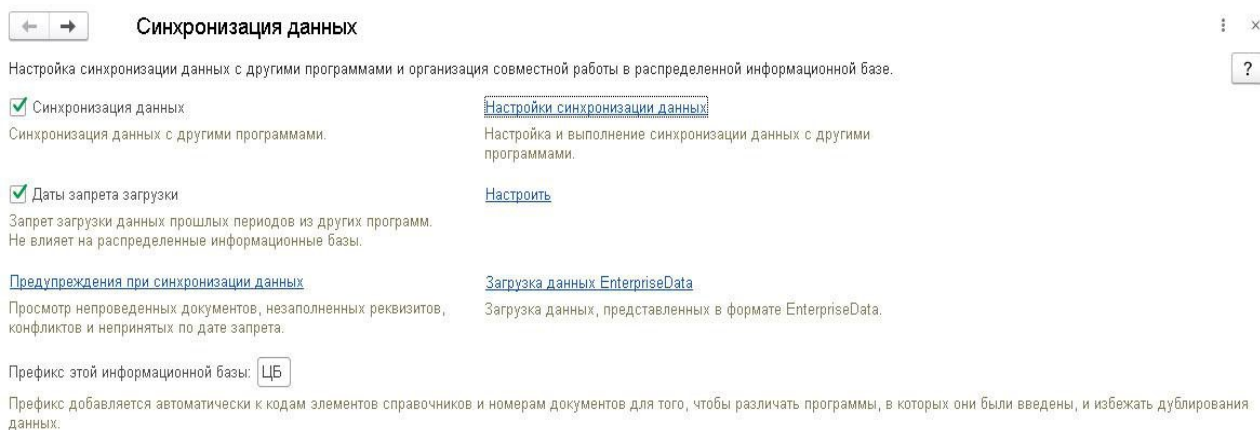 Синхронизация данных
Настройка синхронизации данных с другими программами и организация совместной работы в распределенной информационной базе.
?
Синхронизация данных
Настройки синхронизации данных
Синхронизация данных с другими программами.
Настройка и выполнение синхронизации данных с другими
программами.
Даты запрета загрузки
Настроить
Запрет загрузки данных прошлых периодов из других программ.
Не влияет на распределенные информационные базы.
Предупреждения при синхронизации данных
Загрузка данных EnterpriseData
Просмотр непроведенных документов, незаполненных реквизитов,
конфликтов и непринятых по дате запрета.
Загрузка данных, представленных в формате EnterpriseData.
Префикс этой информационной базы: ЦБ
Префикс добавляется автоматически к кодам элементов справочников и номерам документов для того, чтобы различать программы, в которых они были введены, и избежать дублирования
данных.